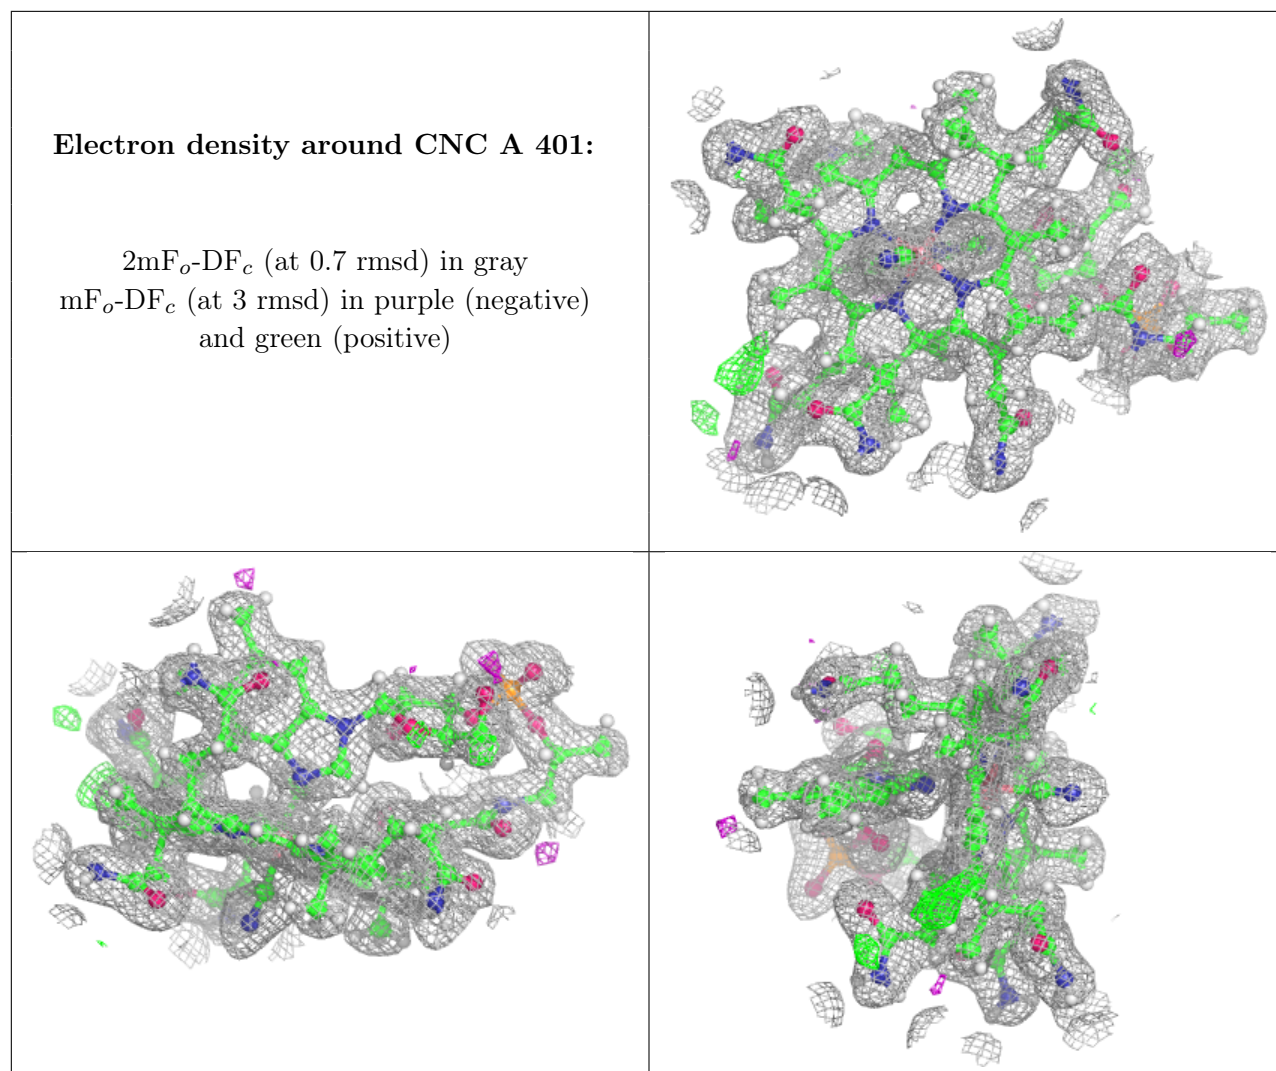 Electron density around CNC A 401:
2mFₒ-DF𝒸 (at 0.7 rmsd) in gray
mFₒ-DF𝒸 (at 3 rmsd) in purple (negative)
and green (positive)